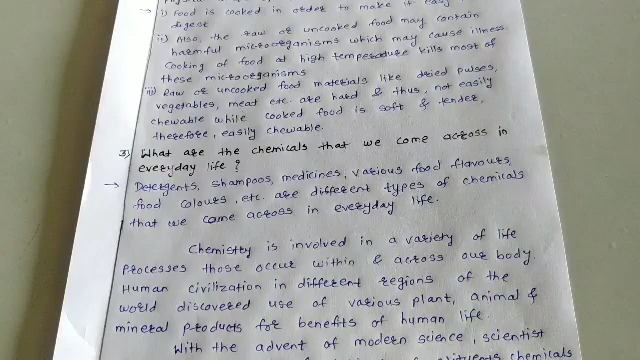 → i) Food is cooked in order to make it easy
digest
ii) Also, the raw or uncooked food may contain
harmful microorganisms which may cause illness.
Cooking of food at high temperature kills most of
these microorganisms
iii) Raw or uncooked food materials like dried pulses,
vegetables, meat etc. are hard & thus, not easily
chewable while cooked food is soft & tender,
therefore, easily chewable.
3) What are the chemicals that we come across in
everyday life?
→ Detergents, shampoos, medicines, various food flavours,
food colours, etc. are different types of chemicals
that we come across in everyday life.
Chemistry is involved in a variety of life
processes those occur within & across our body.
Human civilization in different regions of the
world discovered use of various plant, animal &
mineral products for benefits of human life.
With the advent of modern science, scientist
chemicals